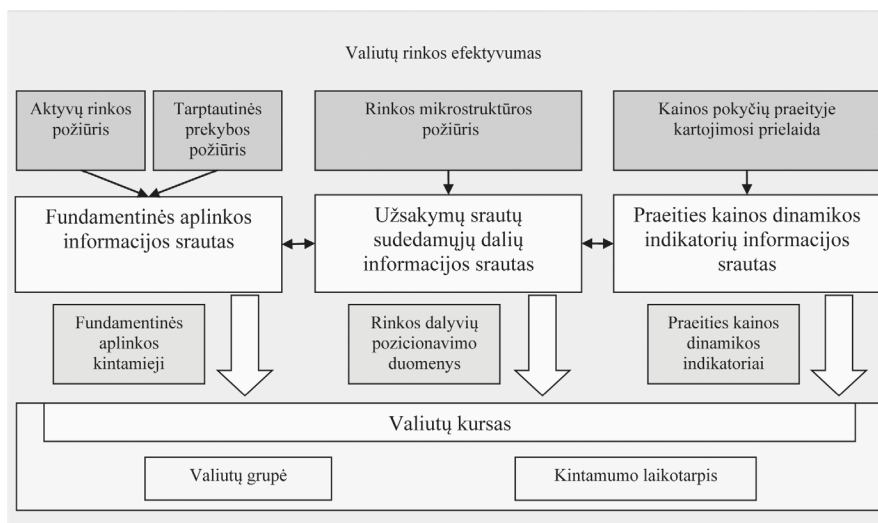 Valiutų rinkos efektyvumas
Aktyvų rinkos
požiūris
Tarptautinės
prekybos
požiūris
Rinkos mikrostruktūros
požiūris
Kainos pokyčių praeityje
kartojimosi prielaida
Fundamentinės aplinkos
informacijos srautas
Užsakymų srautų
sudedamųjų dalių
informacijos srautas
Praeities kainos dinamikos
indikatorių informacijos
srautas
Fundamentinės
aplinkos
kintamieji
Rinkos dalyvių
pozicionavimo
duomenys
Praeities kainos
dinamikos
indikatoriai
Valiutų kursas
Valiutų grupė
Kintamumo laikotarpis